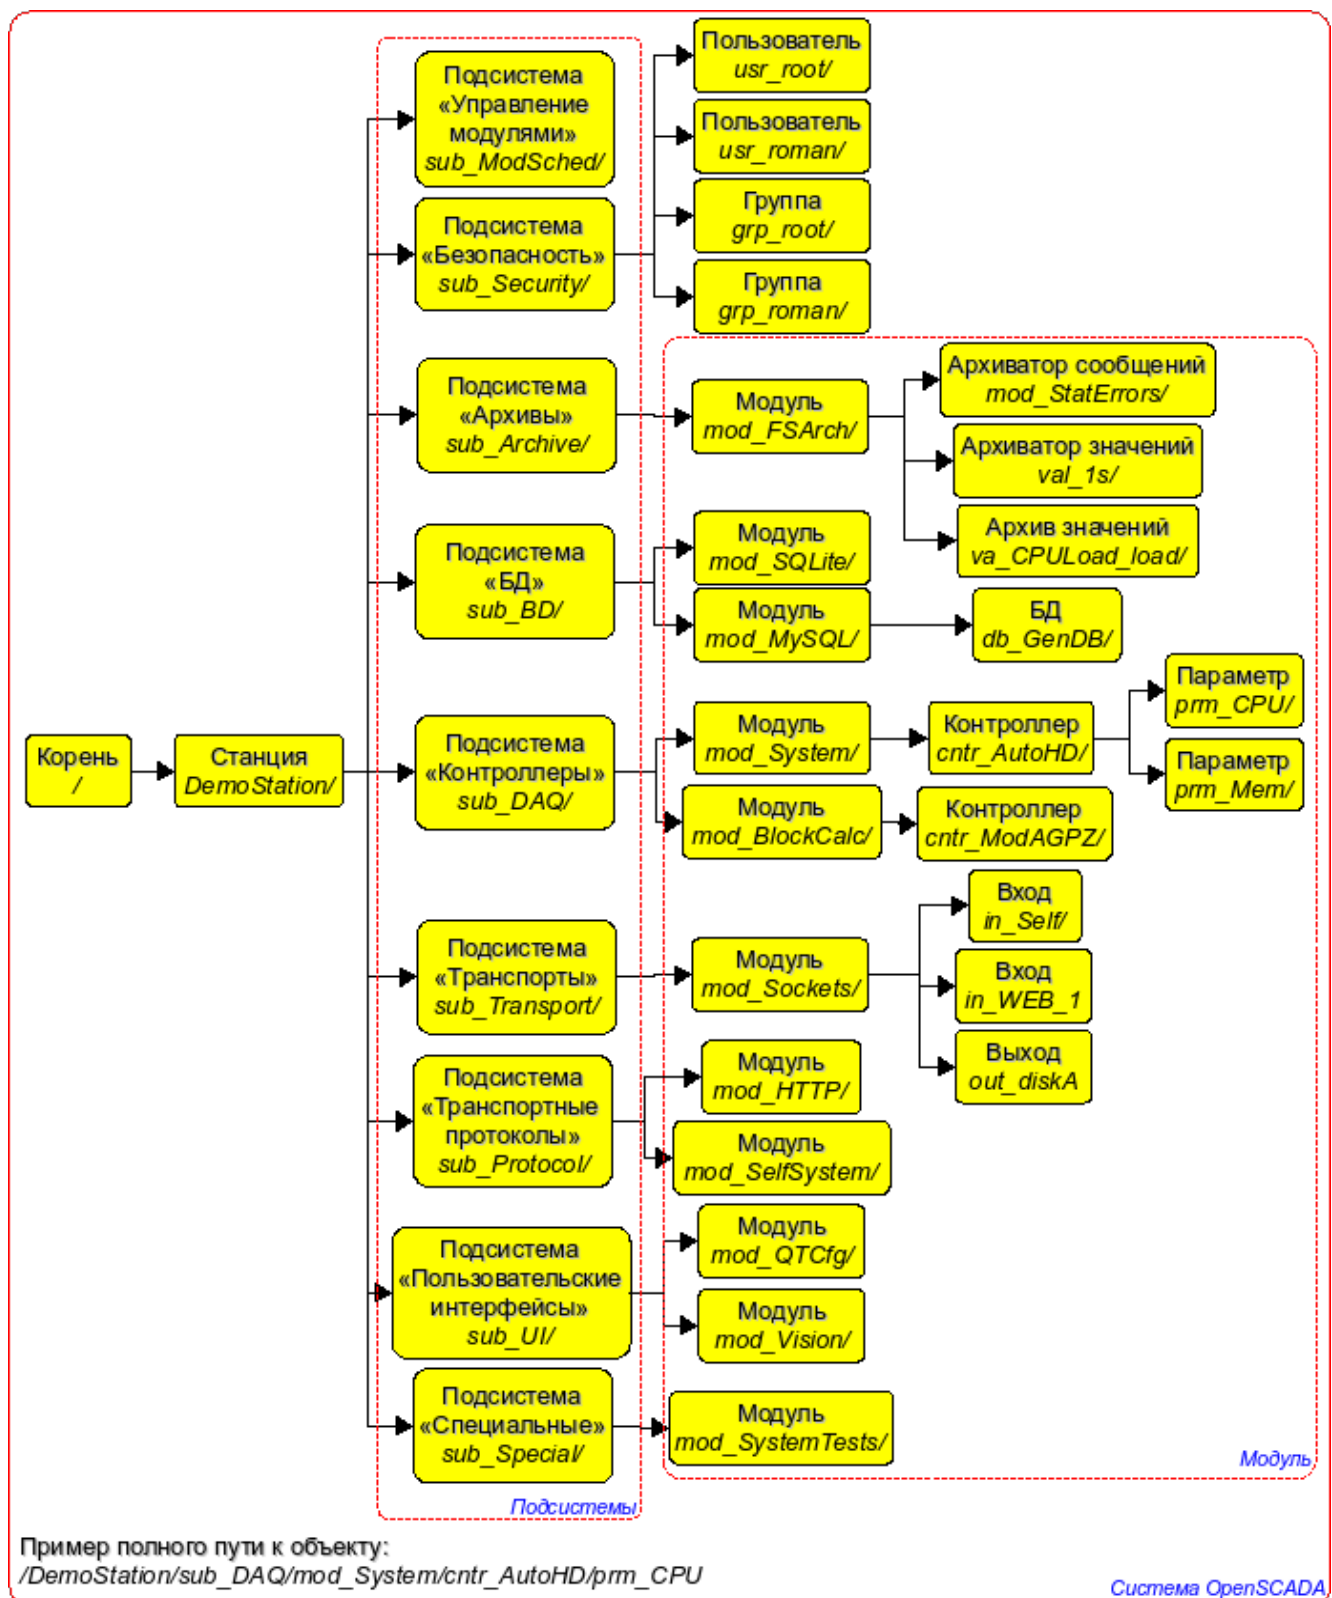 Корень
/
Станция
DemoStation/
Подсистема
«Управление
модулями»
sub_ModSched/
Подсистема
«Безопасность»
sub_Security/
Пользователь
usr_root/
Пользователь
usr_roman/
Группа
grp_root/
Группа
grp_roman/
Подсистема
«Архивы»
sub_Archive/
Модуль
mod_FSArch/
Архиватор сообщений
mod_StatErrors/
Архиватор значений
val_1s/
Архив значений
va_CPULoad_load/
Подсистема
«БД»
sub_BD/
Модуль
mod_SQLite/
Модуль
mod_MySQL/
БД
db_GenDB/
Подсистема
«Контроллеры»
sub_DAQ/
Модуль
mod_System/
Контроллер
cntr_AutoHD/
Параметр
prm_CPU/
Параметр
prm_Mem/
Модуль
mod_BlockCalc/
Контроллер
cntr_ModAGPZ/
Подсистема
«Транспорты»
sub_Transport/
Модуль
mod_Sockets/
Вход
in_Self/
Вход
in_WEB_1
Выход
out_diskA
Подсистема
«Транспортные
протоколы»
sub_Protocol/
Модуль
mod_HTTP/
Модуль
mod_SelfSystem/
Подсистема
«Пользовательские
интерфейсы»
sub_UI/
Модуль
mod_QTCfg/
Модуль
mod_Vision/
Подсистема
«Специальные»
sub_Special/
Модуль
mod_SystemTests/
Модуль
Подсистемы
Пример полного пути к объекту:
/DemoStation/sub_DAQ/mod_System/cntr_AutoHD/prm_CPU
Система OpenSCADA